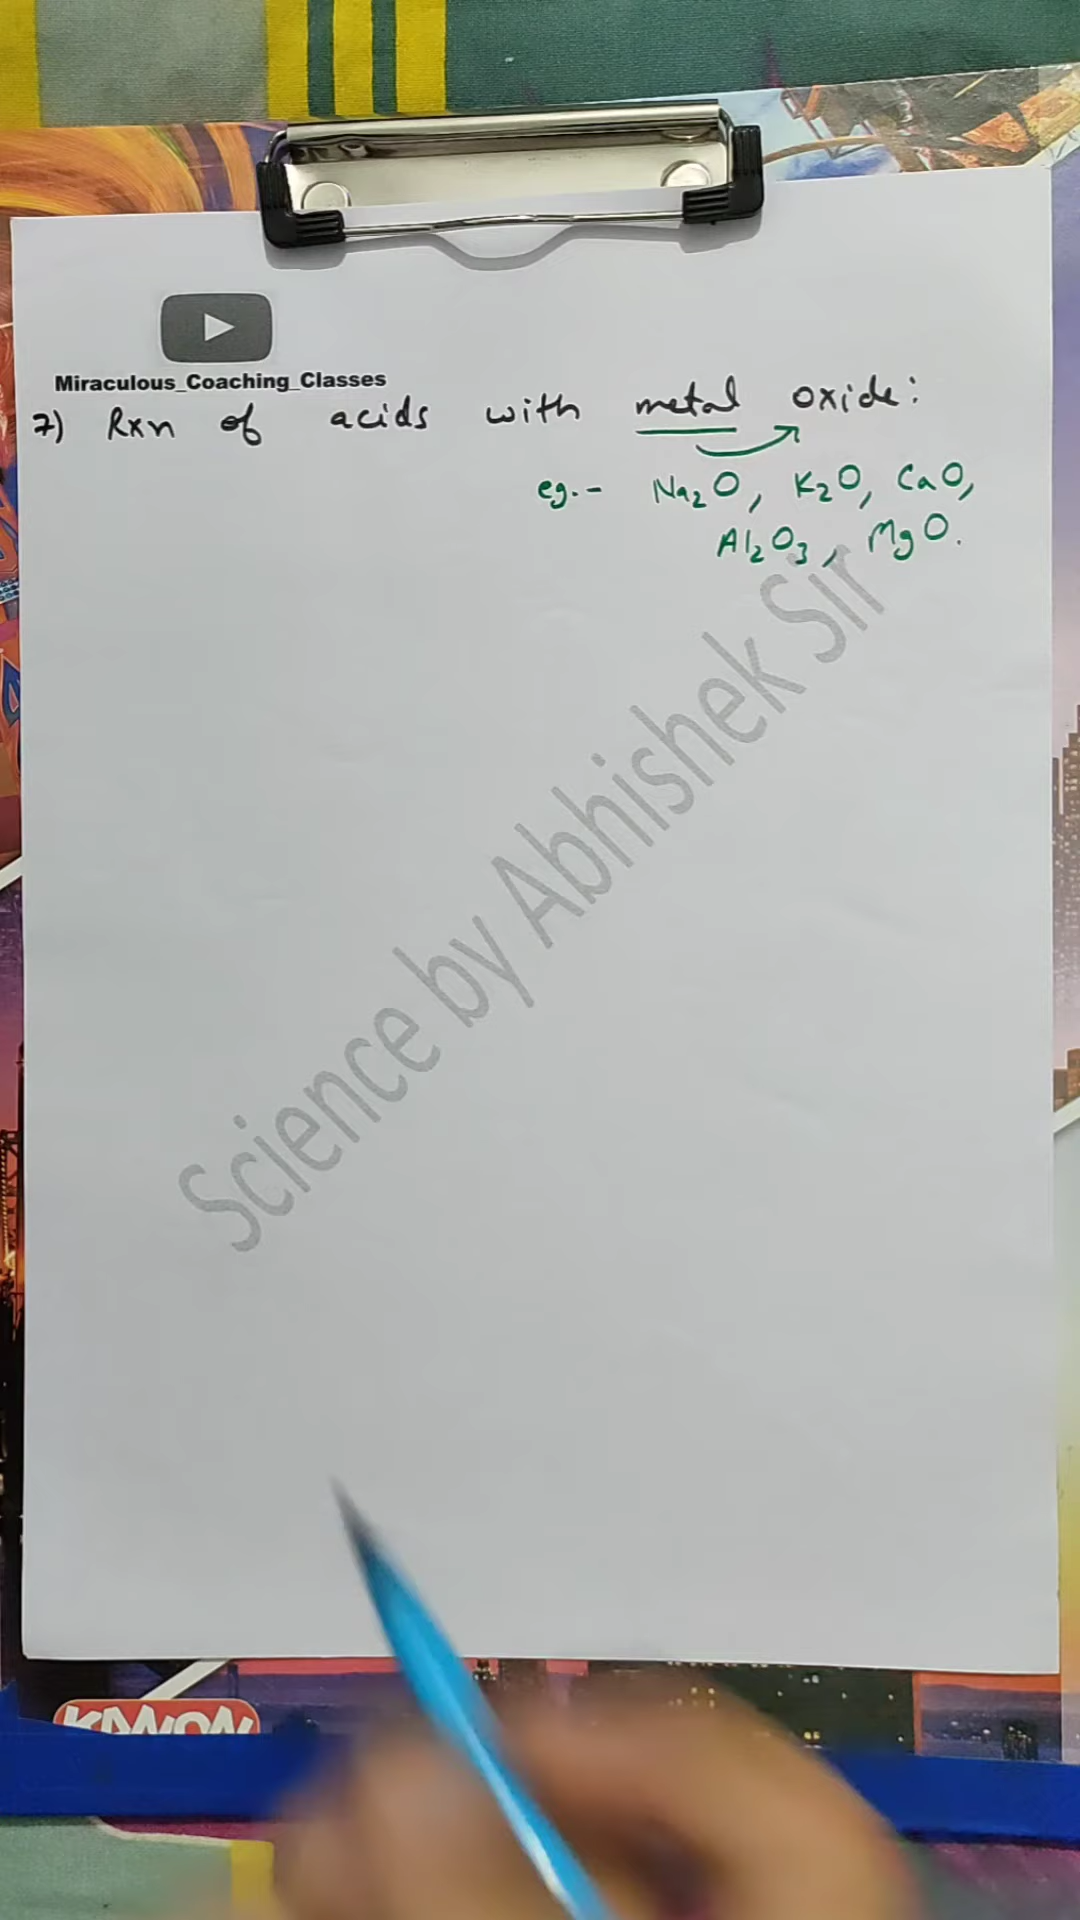 Miraculous_Coaching_Classes
7) Rxn of acids with metal oxide:
eg.- Na₂O, K₂O, CaO,
Al₂O₃, MgO.
Science by Abhishek Sir